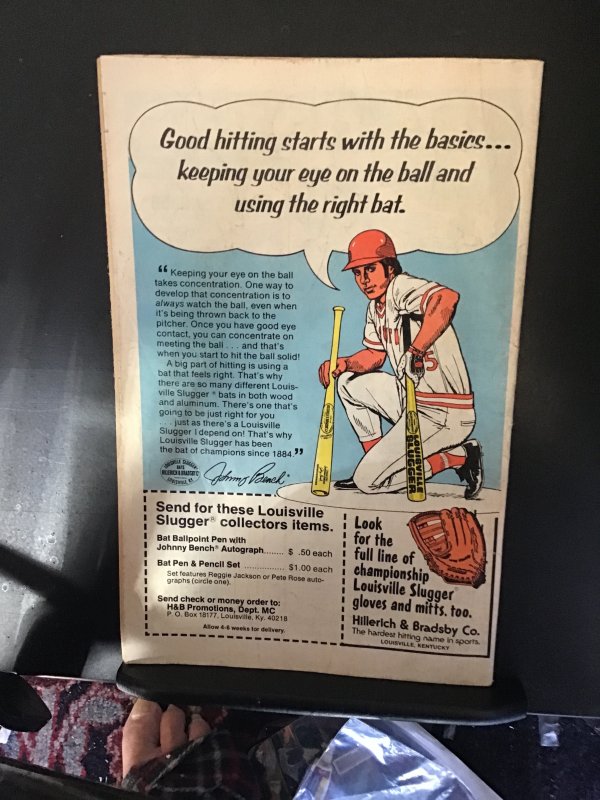 Good hitting starts with the basics...
keeping your eye on the ball and
using the right bat.
“Keeping your eye on the ball
takes concentration. One way to
develop that concentration is to
always watch the ball, even when
it's being thrown back to the
pitcher. Once you have good eye
contact, you can concentrate on
meeting the ball . . . and that's
when you start to hit the ball solid!
A big part of hitting is using a
bat that feels right. That's why
there are so many different Louis-
ville Slugger® bats in both wood
and aluminum. There's one that's
going to be just right for you
. . . just as there's a Louisville
Slugger I depend on! That's why
Louisville Slugger has been
the bat of champions since 1884.”
Johnny Bench
LOUISVILLE SLUGGER
BATS
HILLERICH & BRADSBY CO
LOUISVILLE, KY.
LOUISVILLE
SLUGGER
Send for these Louisville
Slugger® collectors items.
Bat Ballpoint Pen with
Johnny Bench® Autograph........ $ .50 each
Bat Pen & Pencil Set ................ $1.00 each
Set features Reggie Jackson or Pete Rose auto-
graphs (circle one).
Send check or money order to:
H&B Promotions, Dept. MC
P. O. Box 18177, Louisville, Ky. 40218
Allow 4-6 weeks for delivery.
Look
for the
full line of
championship
Louisville Slugger®
gloves and mitts, too.
Hillerich & Bradsby Co.
The hardest hitting name in sports.
LOUISVILLE, KENTUCKY